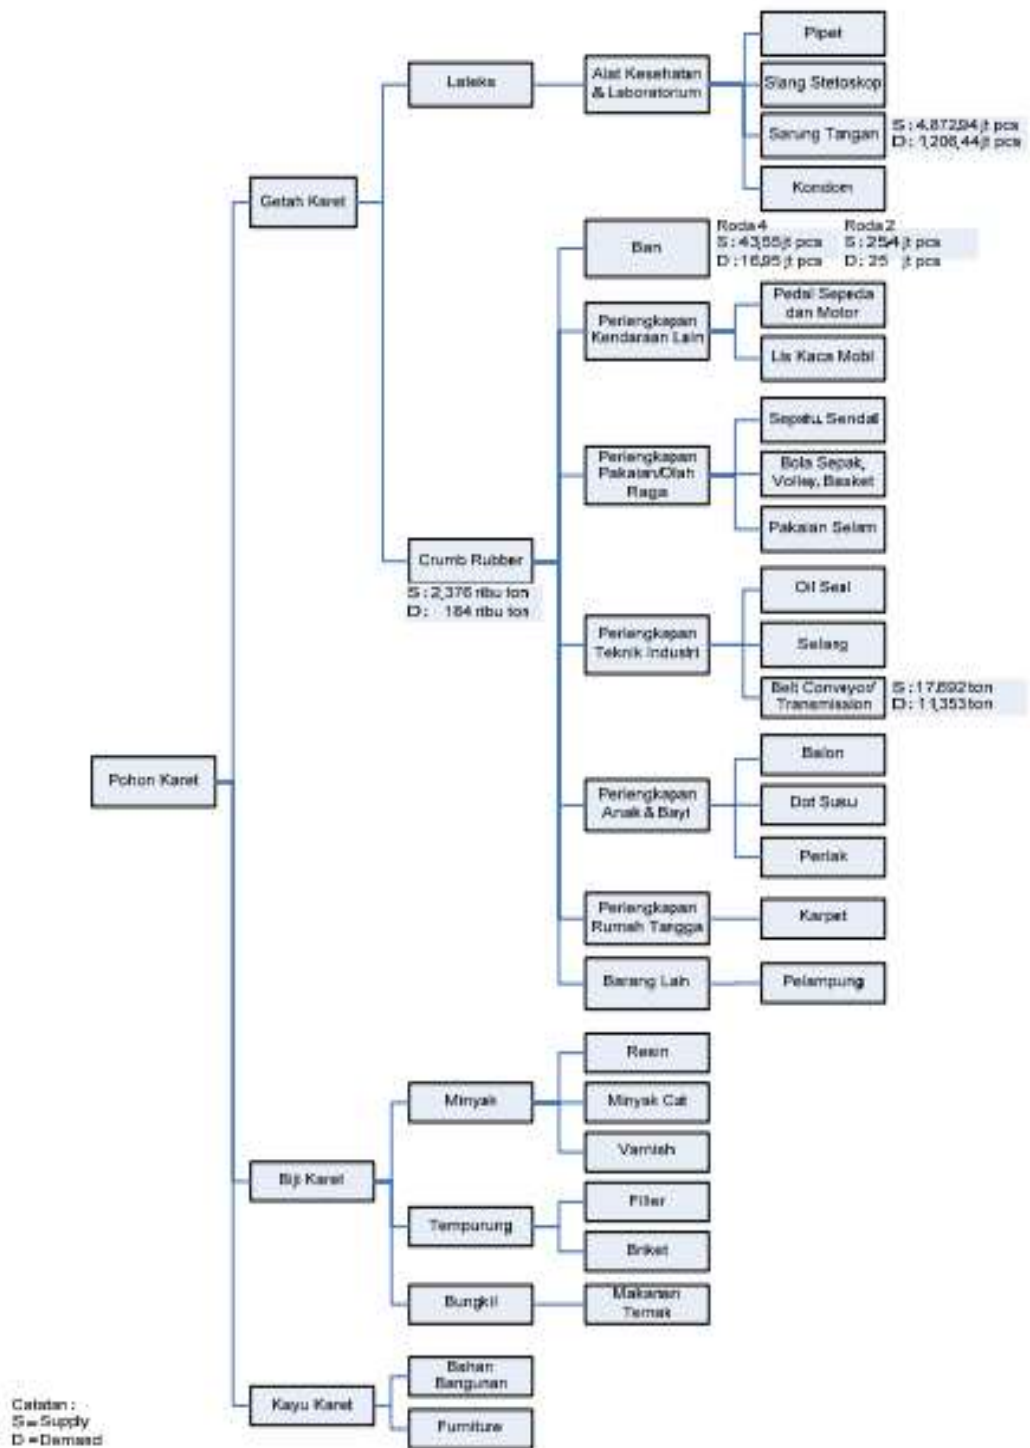 Pipet
Lateks
Alat Kesehatan
& Laboratorium
Slang Stetoskop
Sarung Tangan
S : 4,872,94 jt pcs
D : 1,206,44 jt pcs
Kondom
Getah Karet
Ban
Roda 4
S : 43,55 jt pcs
D : 16,95 jt pcs
Roda 2
S : 25,4 jt pcs
D : 25 jt pcs
Perlengkapan
Kendaraan Lain
Pedal Sepeda
dan Motor
Lis Kaca Mobil
Perlengkapan
Pakaian/Olah
Raga
Sepatu, Sendal
Bola Sepak,
Volley, Basket
Pakaian Selam
Crumb Rubber
S : 2,376 ribu ton
D : 184 ribu ton
Perlengkapan
Teknik Industri
Oil Seal
Selang
Belt Conveyor/
Transmission
S : 17,692 ton
D : 11,353 ton
Pohon Karet
Perlengkapan
Anak & Bayi
Balon
Dot Susu
Perlak
Perlengkapan
Rumah Tangga
Karpet
Barang Lain
Pelampung
Biji Karet
Minyak
Resin
Minyak Cat
Varnish
Tempurung
Filler
Briket
Bungkil
Makanan
Ternak
Kayu Karet
Bahan
Bangunan
Furniture
Catatan :
S = Supply
D = Demand